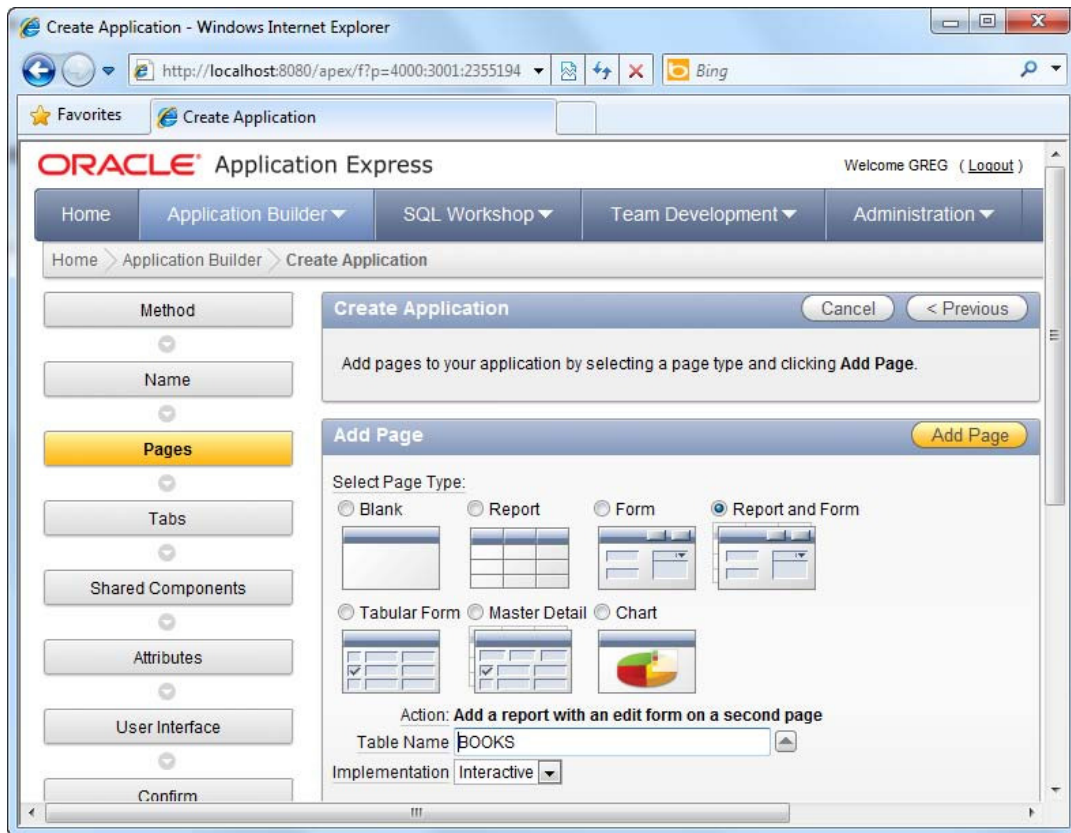 Create Application - Windows Internet Explorer
http://localhost:8080/apex/f?p=4000:3001:2355194
Bing
Favorites
Create Application
ORACLE Application Express
Welcome GREG ( Logout )
Home
Application Builder
SQL Workshop
Team Development
Administration
Home
Application Builder
Create Application
Method
Name
Pages
Tabs
Shared Components
Attributes
User Interface
Confirm
Create Application
Cancel
< Previous
Add pages to your application by selecting a page type and clicking Add Page.
Add Page
Add Page
Select Page Type:
Blank
Report
Form
Report and Form
Tabular Form
Master Detail
Chart
Action: Add a report with an edit form on a second page
Table Name BOOKS
Implementation Interactive